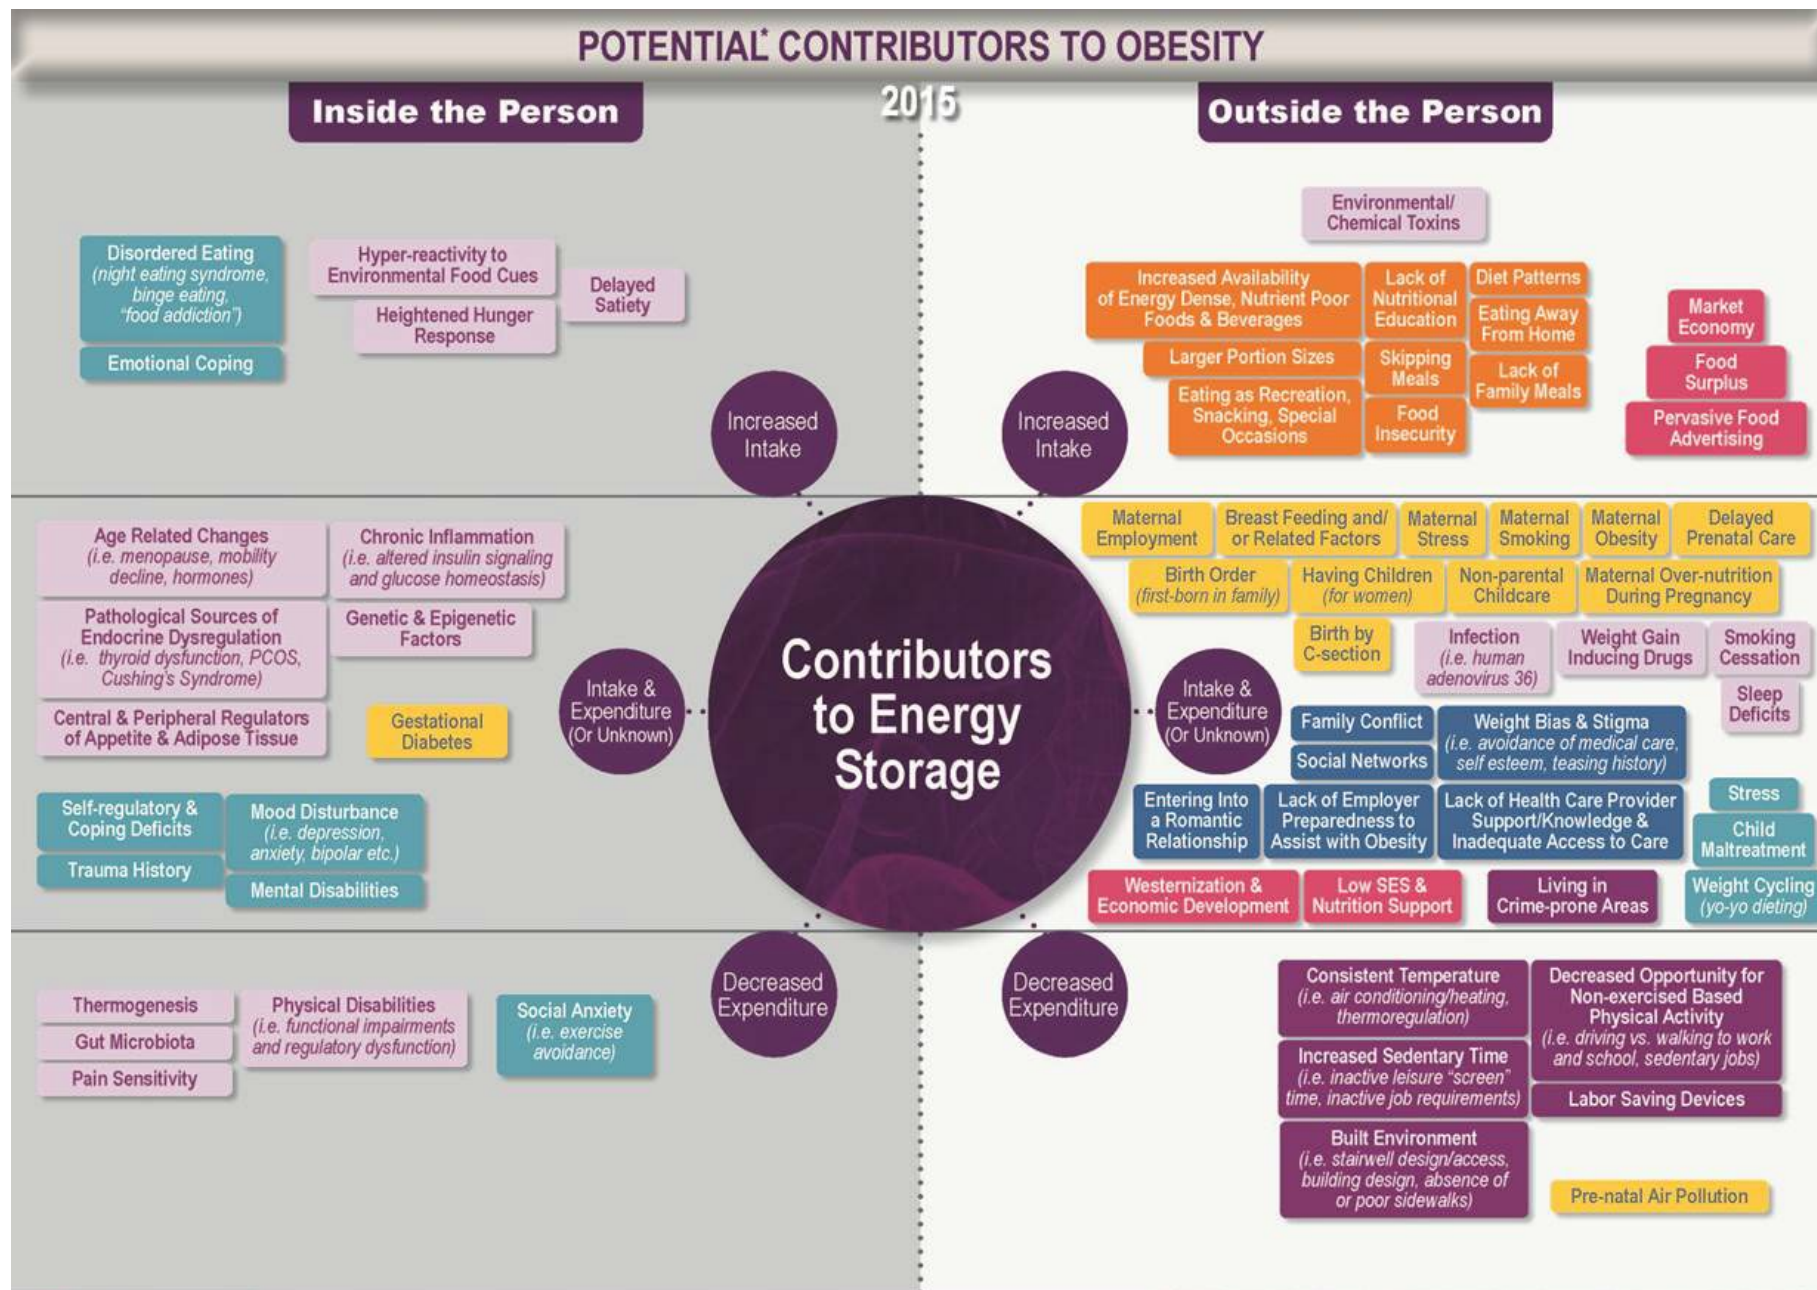 POTENTIAL* CONTRIBUTORS TO OBESITY
2015
Inside the Person
Outside the Person
Disordered Eating
(night eating syndrome,
binge eating,
“food addiction”)
Emotional Coping
Hyper-reactivity to
Environmental Food Cues
Heightened Hunger
Response
Delayed
Satiety
Increased
Intake
Increased
Intake
Environmental/
Chemical Toxins
Increased Availability
of Energy Dense, Nutrient Poor
Foods & Beverages
Larger Portion Sizes
Eating as Recreation,
Snacking, Special
Occasions
Lack of
Nutritional
Education
Skipping
Meals
Food
Insecurity
Diet Patterns
Eating Away
From Home
Lack of
Family Meals
Market
Economy
Food
Surplus
Pervasive Food
Advertising
Age Related Changes
(i.e. menopause, mobility
decline, hormones)
Chronic Inflammation
(i.e. altered insulin signaling
and glucose homeostasis)
Pathological Sources of
Endocrine Dysregulation
(i.e. thyroid dysfunction, PCOS,
Cushing's Syndrome)
Genetic & Epigenetic
Factors
Central & Peripheral Regulators
of Appetite & Adipose Tissue
Gestational
Diabetes
Self-regulatory &
Coping Deficits
Trauma History
Mood Disturbance
(i.e. depression,
anxiety, bipolar etc.)
Mental Disabilities
Intake &
Expenditure
(Or Unknown)
Contributors
to Energy
Storage
Intake &
Expenditure
(Or Unknown)
Maternal
Employment
Breast Feeding and/
or Related Factors
Maternal
Stress
Maternal
Smoking
Maternal
Obesity
Delayed
Prenatal Care
Birth Order
(first-born in family)
Having Children
(for women)
Non-parental
Childcare
Maternal Over-nutrition
During Pregnancy
Birth by
C-section
Infection
(i.e. human
adenovirus 36)
Weight Gain
Inducing Drugs
Smoking
Cessation
Sleep
Deficits
Family Conflict
Social Networks
Weight Bias & Stigma
(i.e. avoidance of medical care,
self esteem, teasing history)
Entering Into
a Romantic
Relationship
Lack of Employer
Preparedness to
Assist with Obesity
Lack of Health Care Provider
Support/Knowledge &
Inadequate Access to Care
Stress
Child
Maltreatment
Weight Cycling
(yo-yo dieting)
Westernization &
Economic Development
Low SES &
Nutrition Support
Living in
Crime-prone Areas
Thermogenesis
Gut Microbiota
Pain Sensitivity
Physical Disabilities
(i.e. functional impairments
and regulatory dysfunction)
Social Anxiety
(i.e. exercise
avoidance)
Decreased
Expenditure
Decreased
Expenditure
Consistent Temperature
(i.e. air conditioning/heating,
thermoregulation)
Increased Sedentary Time
(i.e. inactive leisure “screen”
time, inactive job requirements)
Built Environment
(i.e. stairwell design/access,
building design, absence of
or poor sidewalks)
Decreased Opportunity for
Non-exercised Based
Physical Activity
(i.e. driving vs. walking to work
and school, sedentary jobs)
Labor Saving Devices
Pre-natal Air Pollution